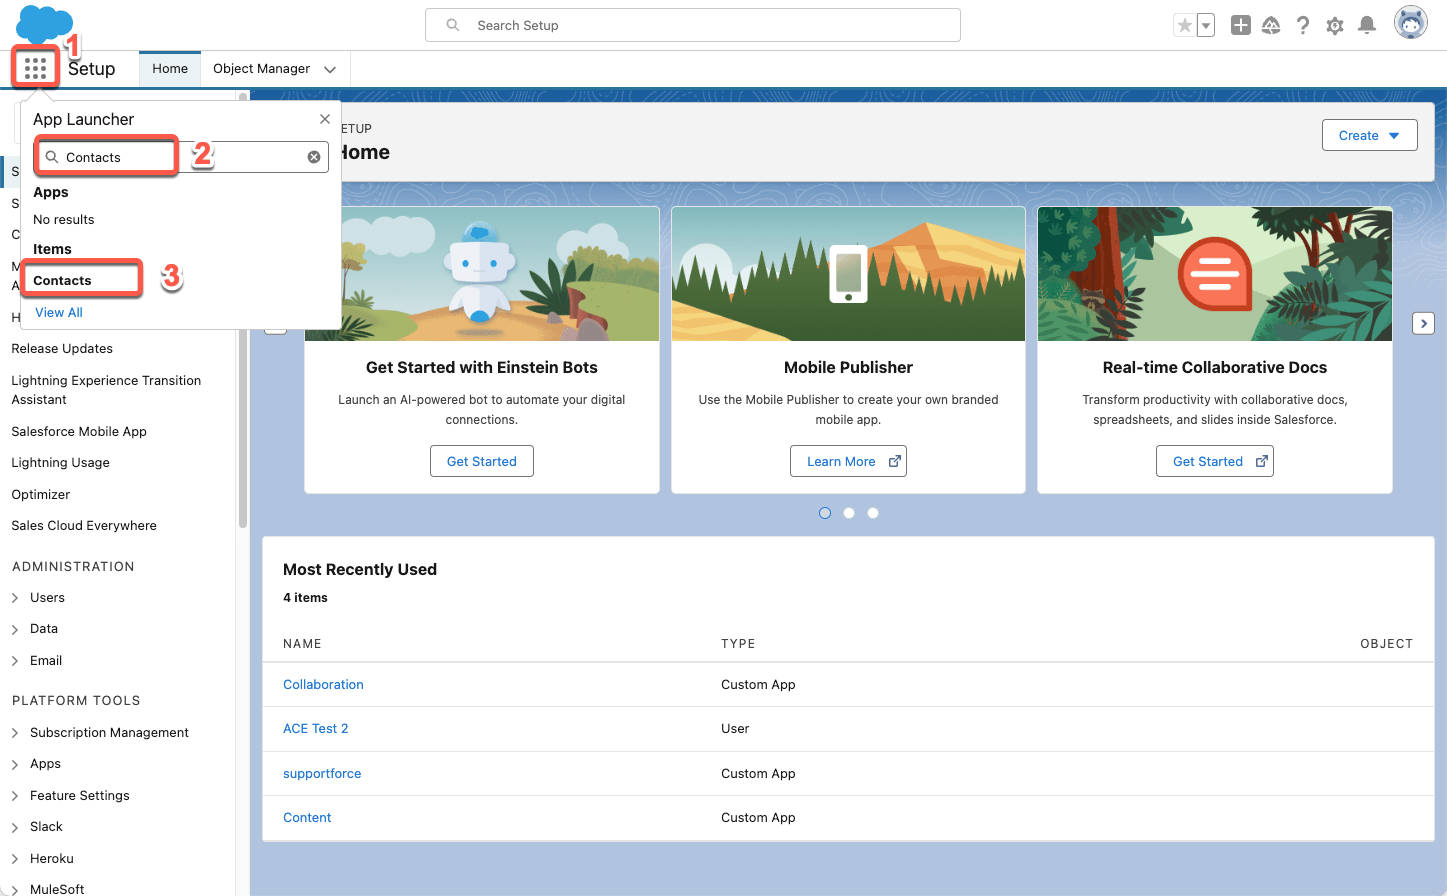 1
Search Setup
Setup
Home
Object Manager
App Launcher
Contacts
2
Apps
No results
Items
Contacts
3
View All
S
S
C
M
A
H
Release Updates
Lightning Experience Transition
Assistant
Salesforce Mobile App
Lightning Usage
Optimizer
Sales Cloud Everywhere
ADMINISTRATION
Users
Data
Email
PLATFORM TOOLS
Subscription Management
Apps
Feature Settings
Slack
Heroku
MuleSoft
ETUP
Home
Create
Get Started with Einstein Bots
Launch an AI-powered bot to automate your digital
connections.
Get Started
Mobile Publisher
Use the Mobile Publisher to create your own branded
mobile app.
Learn More
Real-time Collaborative Docs
Transform productivity with collaborative docs,
spreadsheets, and slides inside Salesforce.
Get Started
Most Recently Used
4 items
NAME TYPE OBJECT
Collaboration Custom App
ACE Test 2 User
supportforce Custom App
Content Custom App